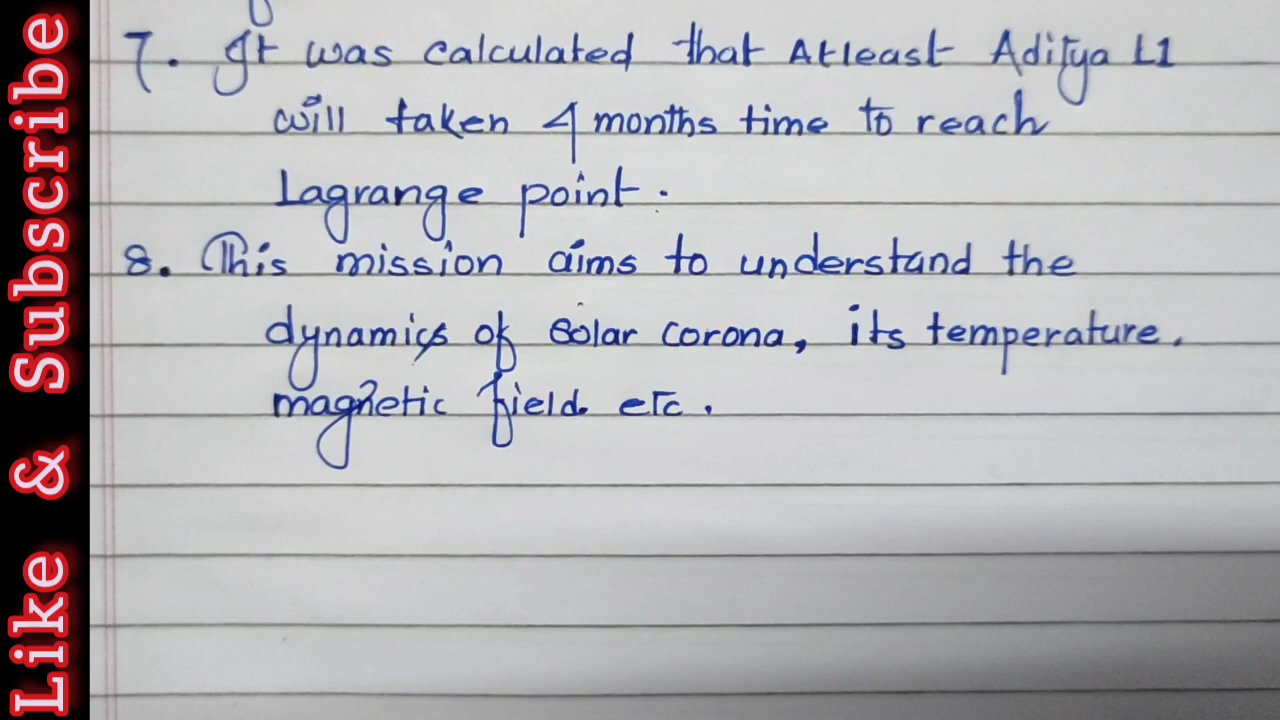 7. It was calculated that Atleast Aditya L1
will taken 4 months time to reach
Lagrange point.
8. This mission aims to understand the
dynamics of Solar corona, its temperature,
magnetic field. etc.
Like & Subscribe